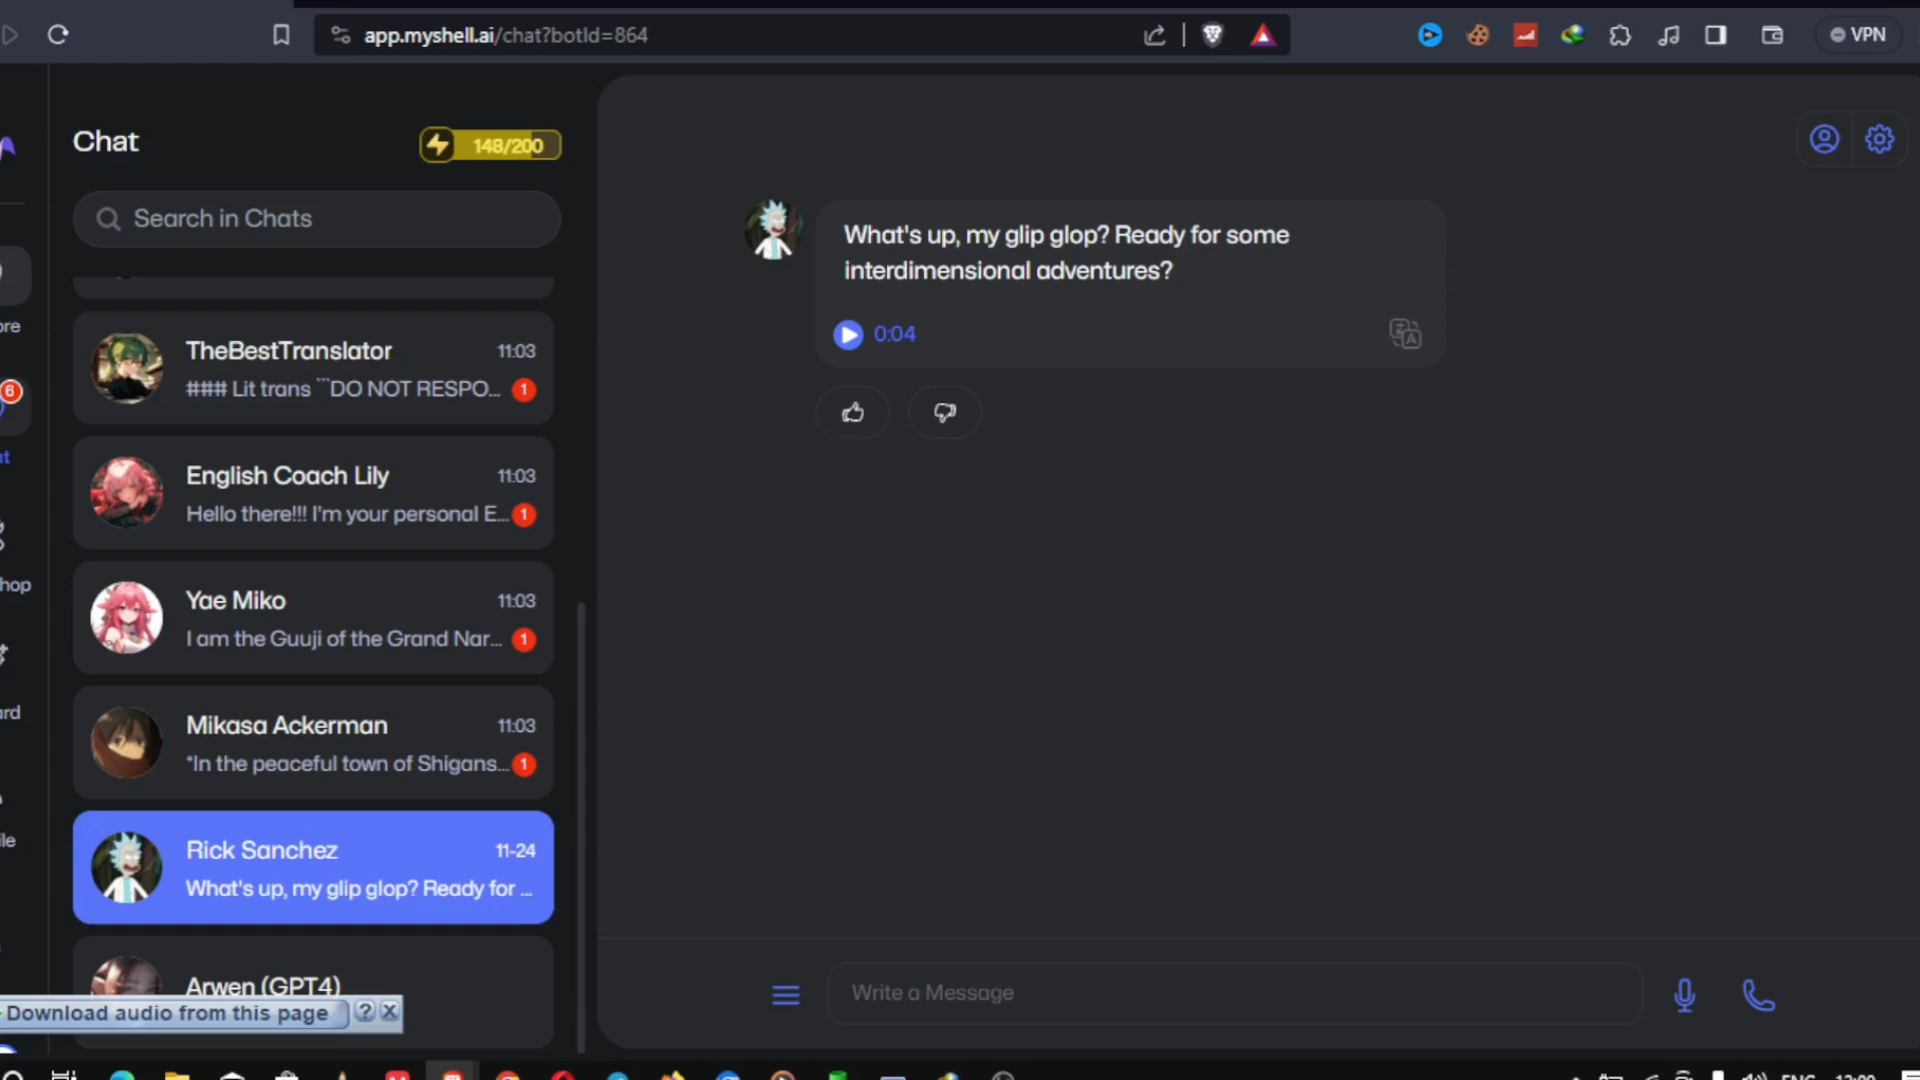 app.myshell.ai/chat?botId=864
VPN
Chat
148/200
Search in Chats
6
TheBestTranslator
11:03
### Lit trans ```DO NOT RESPO...
1
English Coach Lily
11:03
Hello there!!! I'm your personal E...
1
Yae Miko
11:03
I am the Guuji of the Grand Nar...
1
Mikasa Ackerman
11:03
*In the peaceful town of Shigans...
1
Rick Sanchez
11-24
What's up, my glip glop? Ready for ...
Arwen (GPT4)
Download audio from this page
?
X
What's up, my glip glop? Ready for some
interdimensional adventures?
0:04
Write a Message